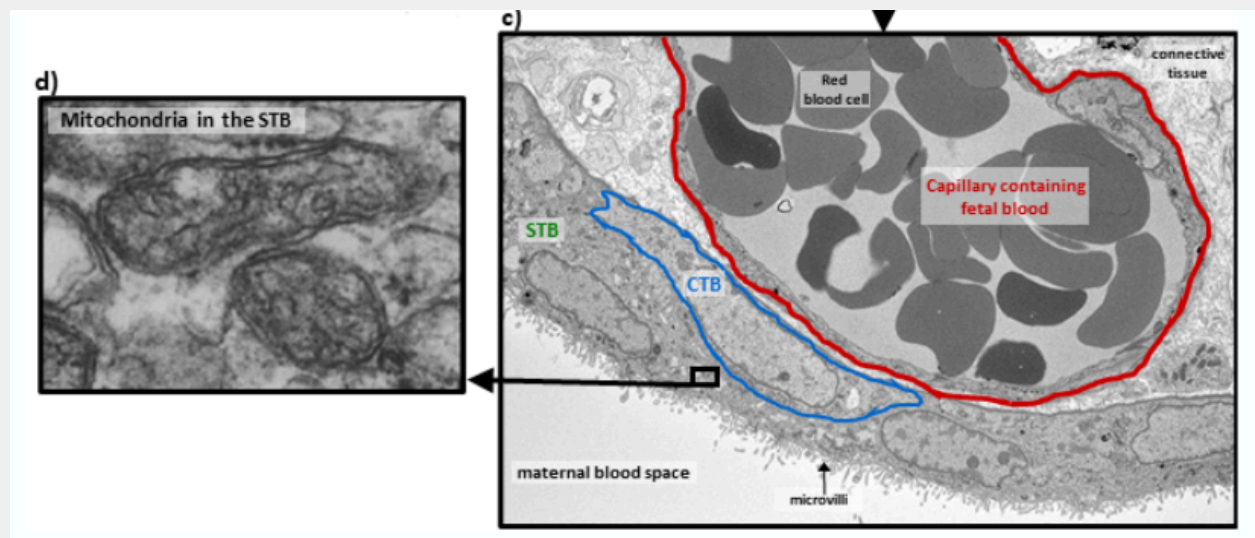 d)
Mitochondria in the STB
c)
connective
tissue
Red
blood cell
Capillary containing
fetal blood
STB
CTB
maternal blood space
microvilli